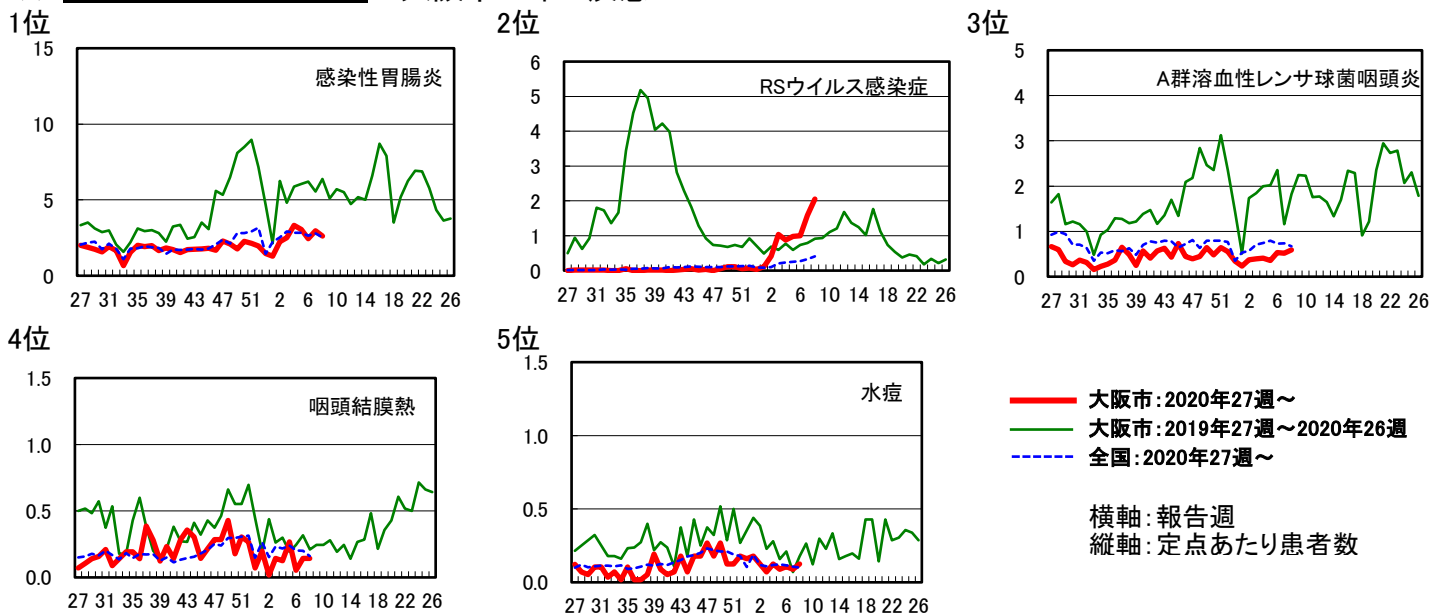 1位
15
10
5
0
感染性胃腸炎
27 31 35 39 43 47 51 2 6 10 14 18 22 26
2位
6
5
4
3
2
1
0
RSウイルス感染症
27 31 35 39 43 47 51 2 6 10 14 18 22 26
3位
5
4
3
2
1
0
A群溶血性レンサ球菌咽頭炎
27 31 35 39 43 47 51 2 6 10 14 18 22 26
4位
1.5
1.0
0.5
0.0
咽頭結膜熱
27 31 35 39 43 47 51 2 6 10 14 18 22 26
5位
1.5
1.0
0.5
0.0
水痘
27 31 35 39 43 47 51 2 6 10 14 18 22 26
大阪市：2020年27週～
大阪市：2019年27週～2020年26週
全国：2020年27週～
横軸：報告週
縦軸：定点あたり患者数